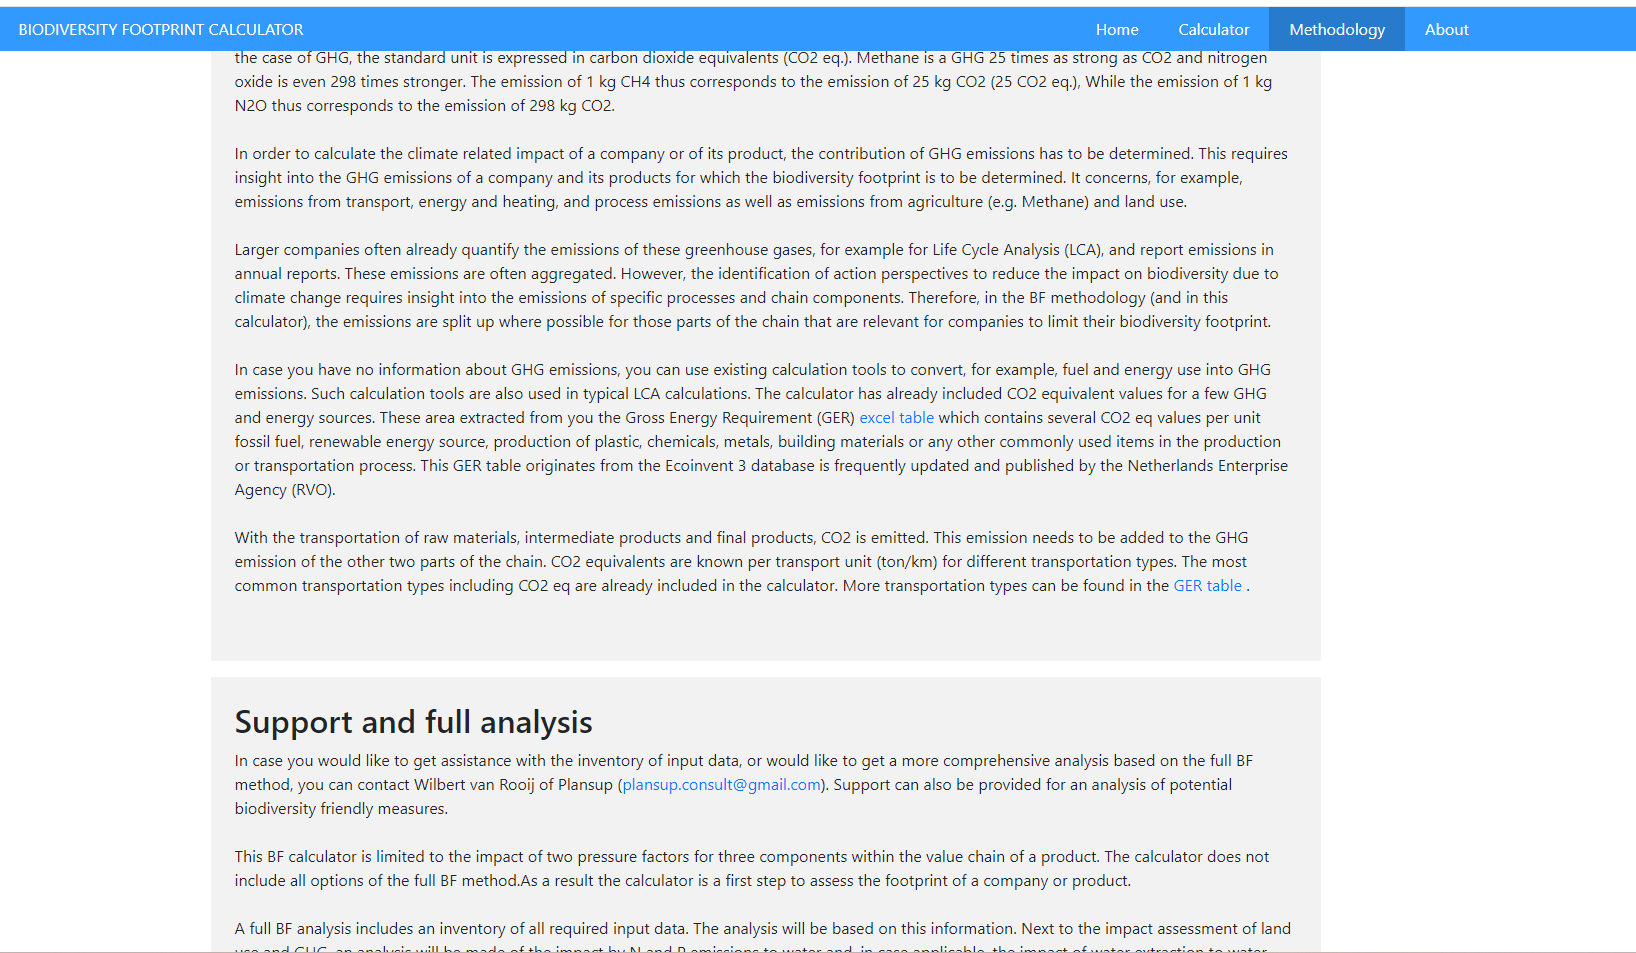 BIODIVERSITY FOOTPRINT CALCULATOR
Home
Calculator
Methodology
About
the case of GHG, the standard unit is expressed in carbon dioxide equivalents (CO2 eq.). Methane is a GHG 25 times as strong as CO2 and nitrogen
oxide is even 298 times stronger. The emission of 1 kg CH4 thus corresponds to the emission of 25 kg CO2 (25 CO2 eq.), While the emission of 1 kg
N2O thus corresponds to the emission of 298 kg CO2.
In order to calculate the climate related impact of a company or of its product, the contribution of GHG emissions has to be determined. This requires
insight into the GHG emissions of a company and its products for which the biodiversity footprint is to be determined. It concerns, for example,
emissions from transport, energy and heating, and process emissions as well as emissions from agriculture (e.g. Methane) and land use.
Larger companies often already quantify the emissions of these greenhouse gases, for example for Life Cycle Analysis (LCA), and report emissions in
annual reports. These emissions are often aggregated. However, the identification of action perspectives to reduce the impact on biodiversity due to
climate change requires insight into the emissions of specific processes and chain components. Therefore, in the BF methodology (and in this
calculator), the emissions are split up where possible for those parts of the chain that are relevant for companies to limit their biodiversity footprint.
In case you have no information about GHG emissions, you can use existing calculation tools to convert, for example, fuel and energy use into GHG
emissions. Such calculation tools are also used in typical LCA calculations. The calculator has already included CO2 equivalent values for a few GHG
and energy sources. These area extracted from you the Gross Energy Requirement (GER) excel table which contains several CO2 eq values per unit
fossil fuel, renewable energy source, production of plastic, chemicals, metals, building materials or any other commonly used items in the production
or transportation process. This GER table originates from the Ecoinvent 3 database is frequently updated and published by the Netherlands Enterprise
Agency (RVO).
With the transportation of raw materials, intermediate products and final products, CO2 is emitted. This emission needs to be added to the GHG
emission of the other two parts of the chain. CO2 equivalents are known per transport unit (ton/km) for different transportation types. The most
common transportation types including CO2 eq are already included in the calculator. More transportation types can be found in the GER table .
Support and full analysis
In case you would like to get assistance with the inventory of input data, or would like to get a more comprehensive analysis based on the full BF
method, you can contact Wilbert van Rooij of Plansup (plansup.consult@gmail.com). Support can also be provided for an analysis of potential
biodiversity friendly measures.
This BF calculator is limited to the impact of two pressure factors for three components within the value chain of a product. The calculator does not
include all options of the full BF method.As a result the calculator is a first step to assess the footprint of a company or product.
A full BF analysis includes an inventory of all required input data. The analysis will be based on this information. Next to the impact assessment of land
use and GHG, an analysis will be made of the impact by N and P emissions to water and, in case applicable, the impact of water extraction to water